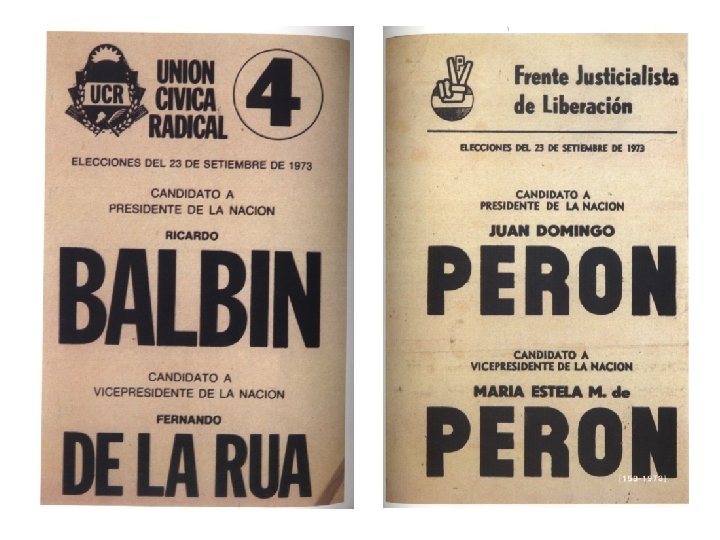 UCR
UNION
CIVICA
RADICAL
4
ELECCIONES DEL 23 DE SETIEMBRE DE 1973
CANDIDATO A
PRESIDENTE DE LA NACION
RICARDO
BALBIN
CANDIDATO A
VICEPRESIDENTE DE LA NACION
FERNANDO
DE LA RUA
Frente Justicialista
de Liberación
ELECCIONES DEL 23 DE SETIEMBRE DE 1973
CANDIDATO A
PRESIDENTE DE LA NACION
JUAN DOMINGO
PERON
CANDIDATO A
VICEPRESIDENTE DE LA NACION
MARIA ESTELA M. de
PERON
[153-1973]